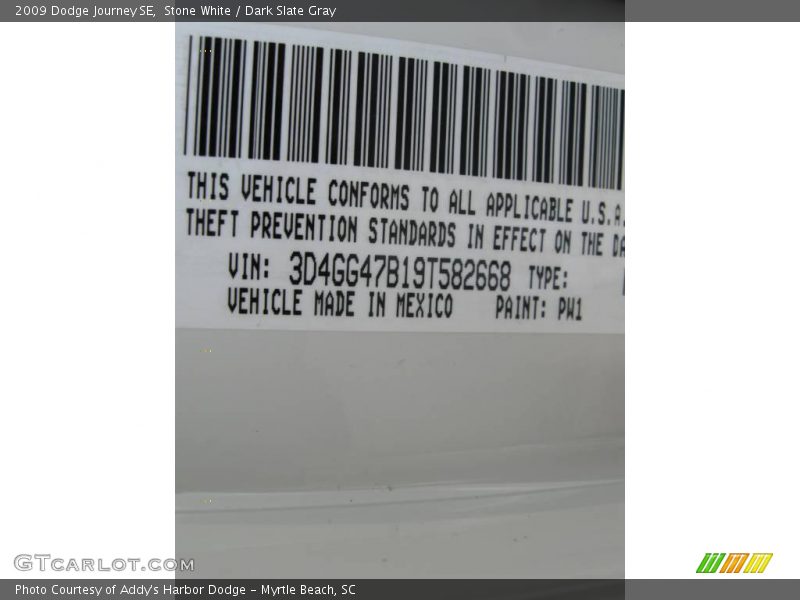 2009 Dodge Journey SE, Stone White / Dark Slate Gray
THIS VEHICLE CONFORMS TO ALL APPLICABLE U.S.A.
THEFT PREVENTION STANDARDS IN EFFECT ON THE
VIN: 3D4GG47B19T582668 TYPE:
VEHICLE MADE IN MEXICO PAINT: PW1
GTcarlot.com
Photo Courtesy of Addy's Harbor Dodge - Myrtle Beach, SC